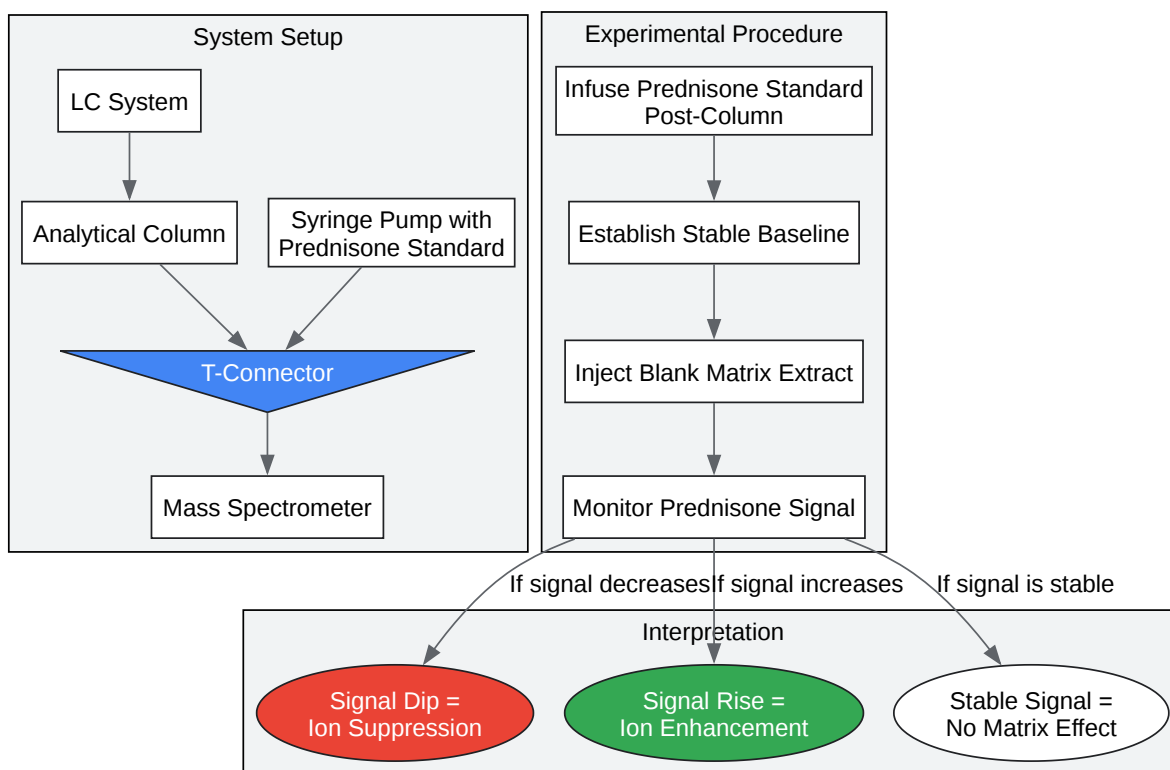 System Setup
LC System
Analytical Column
Syringe Pump with
Prednisone Standard
T-Connector
Mass Spectrometer
Experimental Procedure
Infuse Prednisone Standard
Post-Column
Establish Stable Baseline
Inject Blank Matrix Extract
Monitor Prednisone Signal
If signal decreases
If signal increases
If signal is stable
Interpretation
Signal Dip =
Ion Suppression
Signal Rise =
Ion Enhancement
Stable Signal =
No Matrix Effect